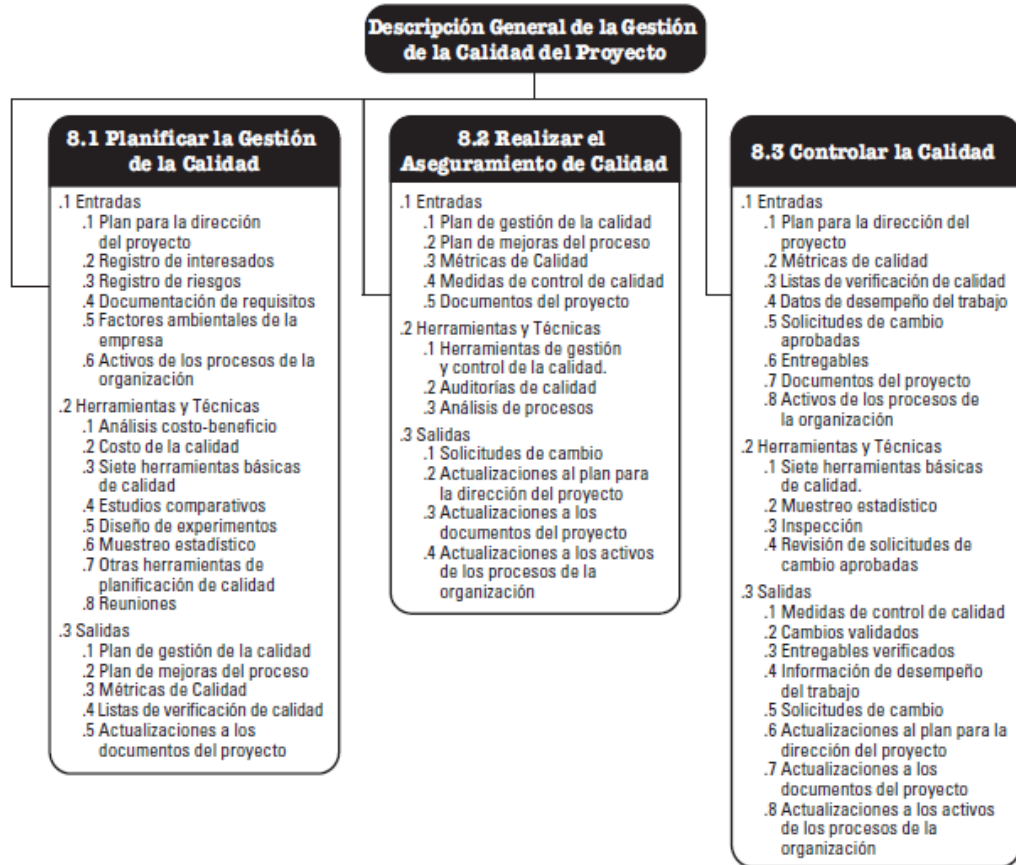 Descripción General de la Gestión
de la Calidad del Proyecto
8.1 Planificar la Gestión
de la Calidad
.1 Entradas
.1 Plan para la dirección
del proyecto
.2 Registro de interesados
.3 Registro de riesgos
.4 Documentación de requisitos
.5 Factores ambientales de la
empresa
.6 Activos de los procesos de la
organización
.2 Herramientas y Técnicas
.1 Análisis costo-beneficio
.2 Costo de la calidad
.3 Siete herramientas básicas
de calidad
.4 Estudios comparativos
.5 Diseño de experimentos
.6 Muestreo estadístico
.7 Otras herramientas de
planificación de calidad
.8 Reuniones
.3 Salidas
.1 Plan de gestión de la calidad
.2 Plan de mejoras del proceso
.3 Métricas de Calidad
.4 Listas de verificación de calidad
.5 Actualizaciones a los
documentos del proyecto
8.2 Realizar el
Aseguramiento de Calidad
.1 Entradas
.1 Plan de gestión de la calidad
.2 Plan de mejoras del proceso
.3 Métricas de Calidad
.4 Medidas de control de calidad
.5 Documentos del proyecto
.2 Herramientas y Técnicas
.1 Herramientas de gestión
y control de la calidad.
.2 Auditorías de calidad
.3 Análisis de procesos
.3 Salidas
.1 Solicitudes de cambio
.2 Actualizaciones al plan para
la dirección del proyecto
.3 Actualizaciones a los
documentos del proyecto
.4 Actualizaciones a los activos
de los procesos de la
organización
8.3 Controlar la Calidad
.1 Entradas
.1 Plan para la dirección del
proyecto
.2 Métricas de calidad
.3 Listas de verificación de calidad
.4 Datos de desempeño del trabajo
.5 Solicitudes de cambio
aprobadas
.6 Entregables
.7 Documentos del proyecto
.8 Activos de los procesos de
la organización
.2 Herramientas y Técnicas
.1 Siete herramientas básicas
de calidad.
.2 Muestreo estadístico
.3 Inspección
.4 Revisión de solicitudes de
cambio aprobadas
.3 Salidas
.1 Medidas de control de calidad
.2 Cambios validados
.3 Entregables verificados
.4 Información de desempeño
del trabajo
.5 Solicitudes de cambio
.6 Actualizaciones al plan para la
dirección del proyecto
.7 Actualizaciones a los
documentos del proyecto
.8 Actualizaciones a los activos
de los procesos de la
organización